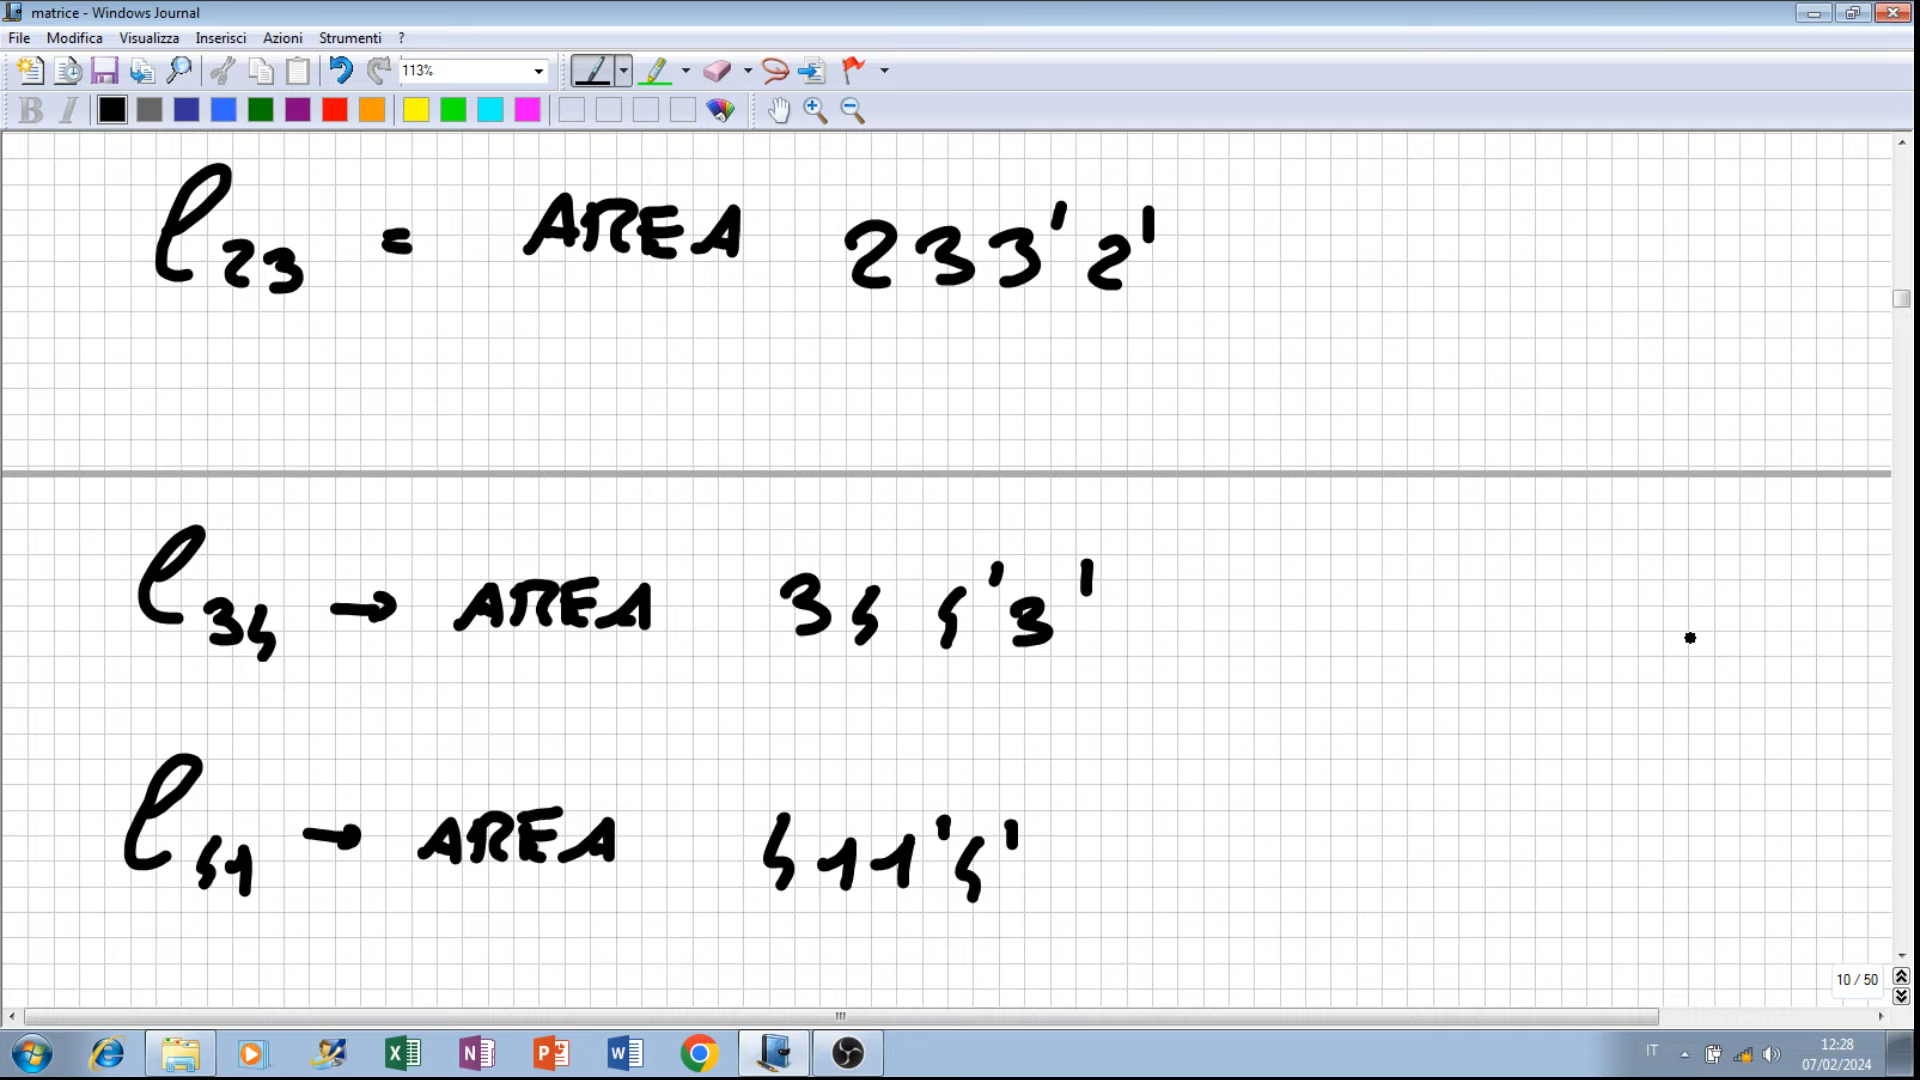 matrice - Windows Journal
File Modifica Visualizza Inserisci Azioni Strumenti ?
113%
B I
l₂₃ = AREA 233'2'
l₃₄ → AREA 344'3'
l₄₁ → AREA 411'4'
10 / 50
IT
12:28
07/02/2024